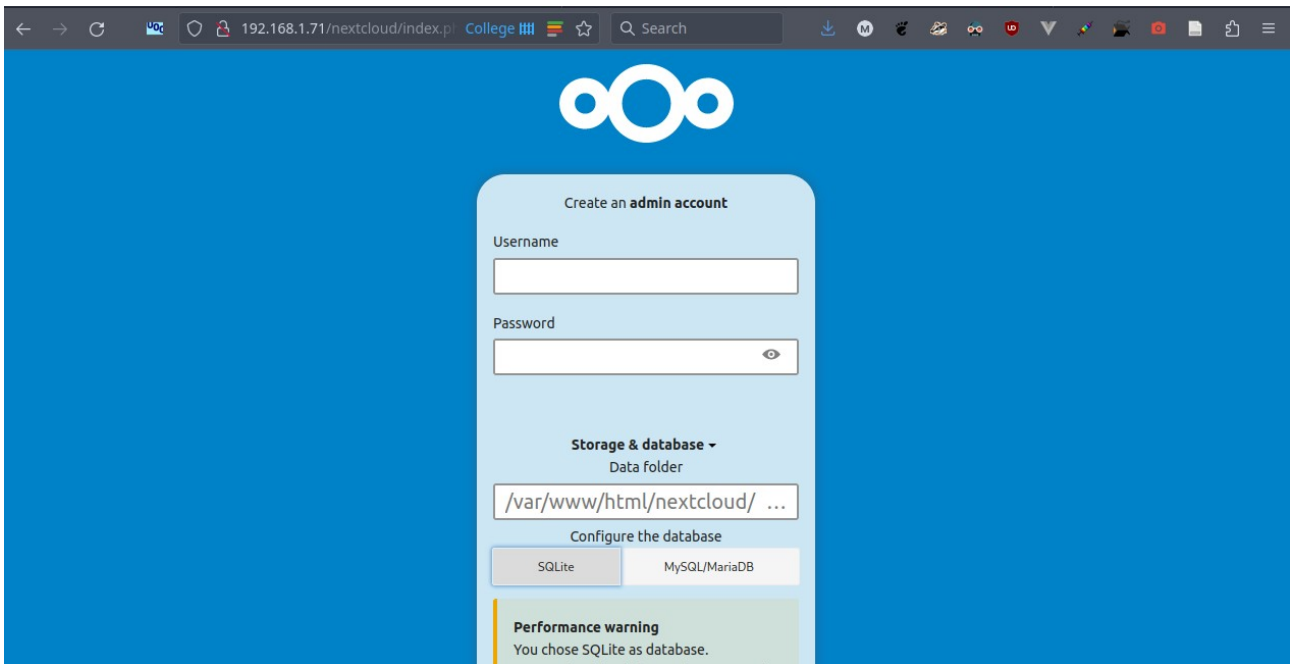 192.168.1.71/nextcloud/index.p College Search
Create an admin account
Username
Password
Storage & database
Data folder
/var/www/html/nextcloud/ ...
Configure the database
SQLite MySQL/MariaDB
Performance warning
You chose SQLite as database.